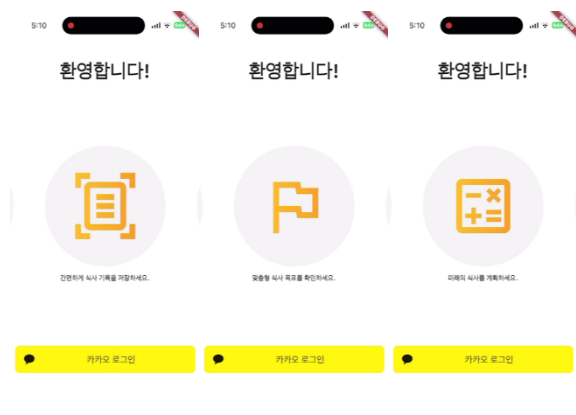 5:10
환영합니다!
간편하게 식사 기록을 저장하세요.
카카오 로그인
5:10
환영합니다!
맞춤형 식사 목표를 확인하세요.
카카오 로그인
5:10
환영합니다!
미래의 식사를 계획하세요.
카카오 로그인